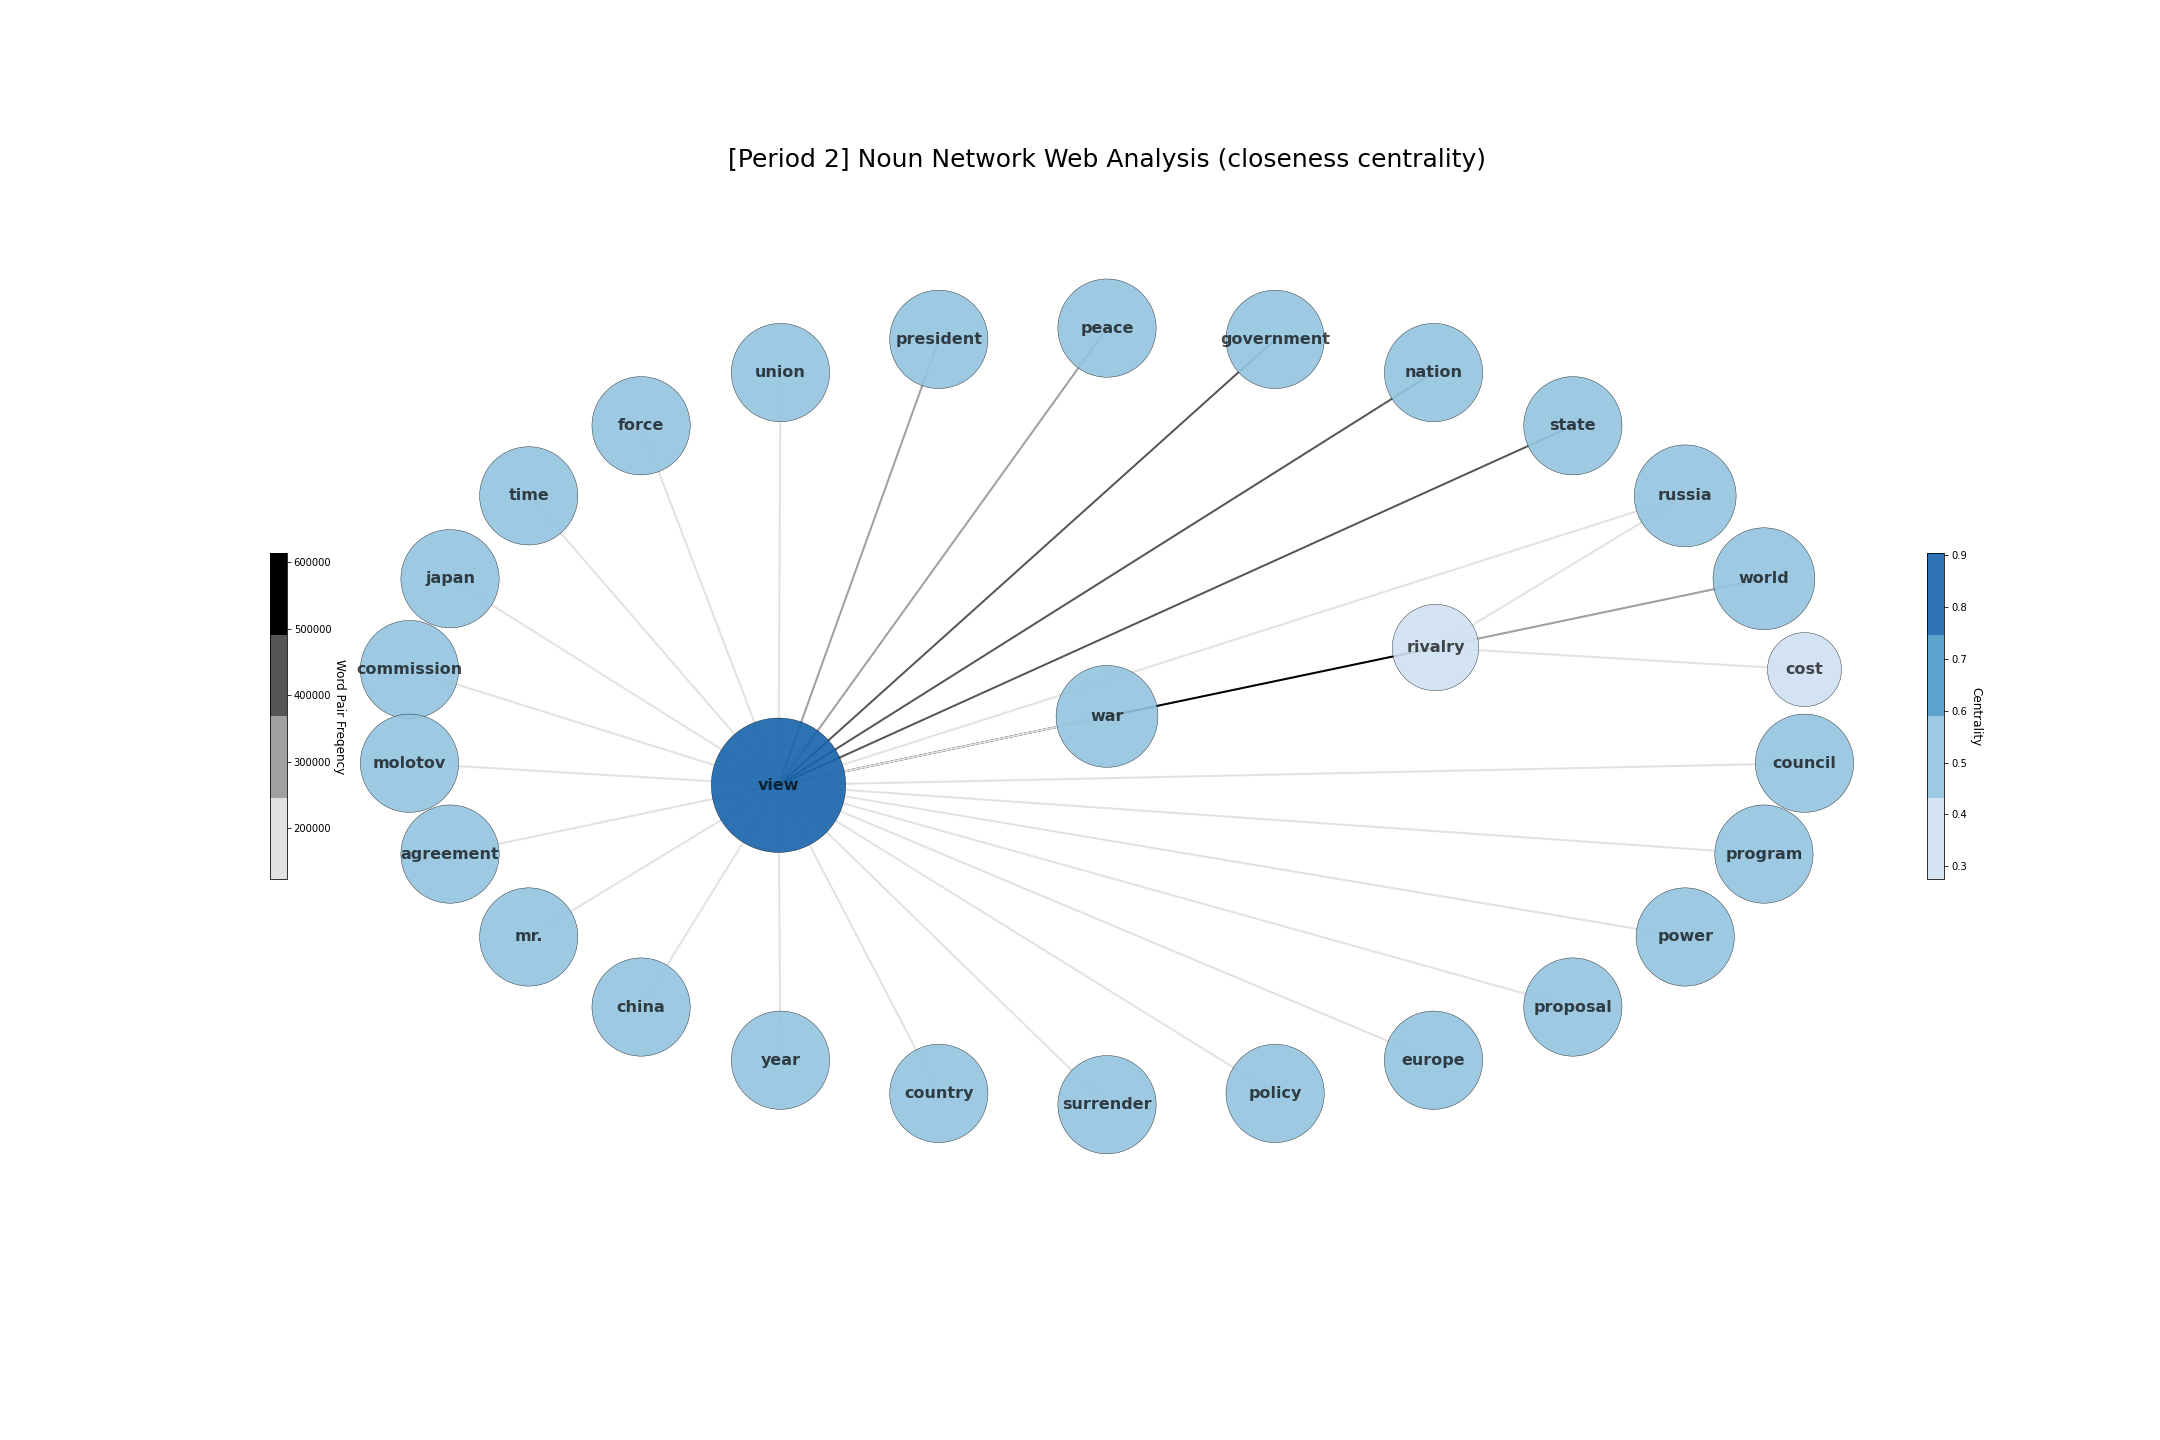 [Period 2] Noun Network Web Analysis (closeness centrality)
peace
president
government
union
nation
force
state
time
russia
japan
world
commission
rivalry
cost
war
molotov
view
council
agreement
program
mr.
power
china
proposal
year
europe
country
policy
surrender
600000
500000
400000
300000
200000
Word Pair Freqency
0.9
0.8
0.7
0.6
0.5
0.4
0.3
Centrality